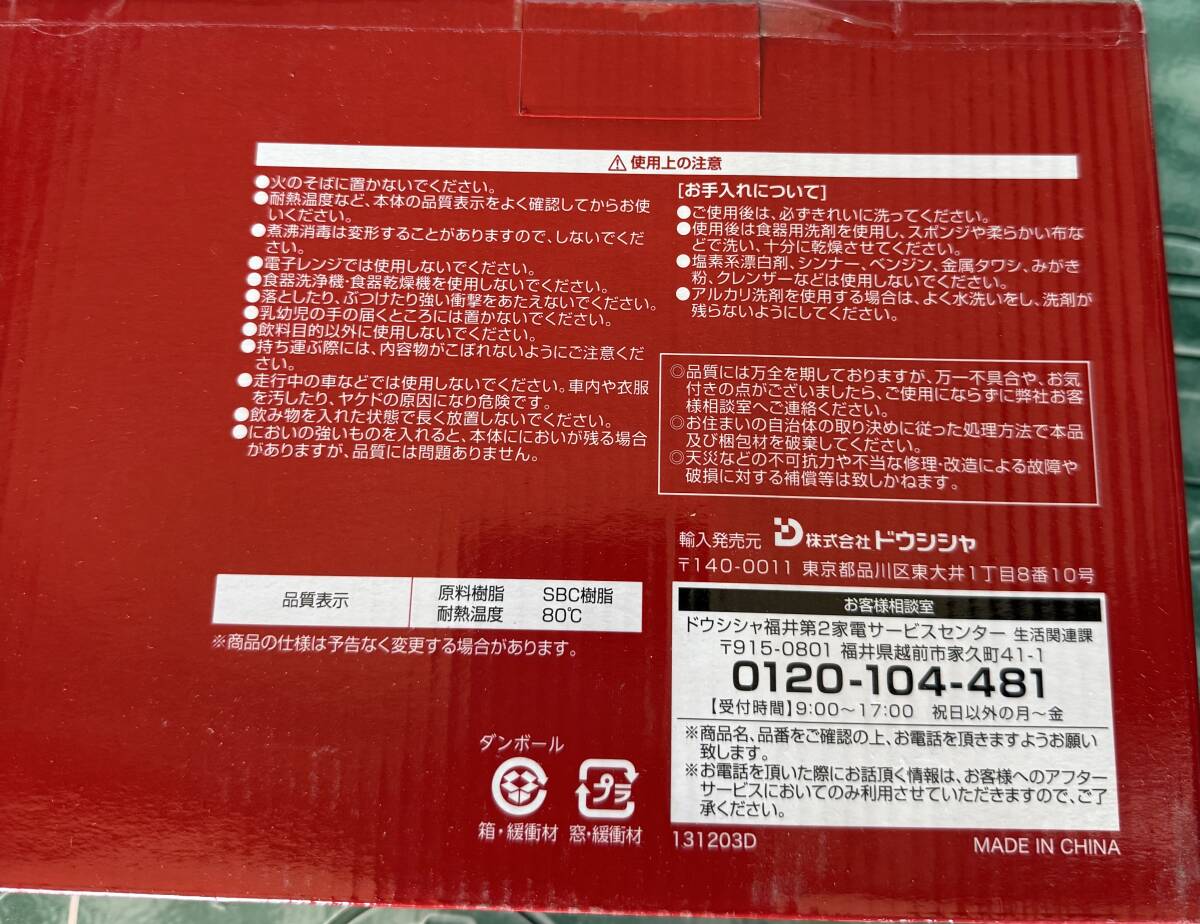 ⚠使用上の注意
●火のそばに置かないでください。
●耐熱温度など、本体の品質表示をよく確認してからお使
いください。
●煮沸消毒は変形することがありますので、しないでくだ
さい。
●電子レンジでは使用しないでください。
●食器洗浄機・食器乾燥機を使用しないでください。
●落としたり、ぶつけたり強い衝撃をあたえないでください。
●乳幼児の手の届くところには置かないでください。
●飲料目的以外に使用しないでください。
●持ち運ぶ際には、内容物がこぼれないようにご注意くだ
さい。
●走行中の車などでは使用しないでください。車内や衣服
を汚したり、ヤケドの原因になり危険です。
●飲み物を入れた状態で長く放置しないでください。
●においの強いものを入れると、本体ににおいが残る場合
がありますが、品質には問題ありません。
[お手入れについて]
●ご使用後は、必ずきれいに洗ってください。
●使用後は食器用洗剤を使用し、スポンジや柔らかい布な
どで洗い、十分に乾燥させてください。
●塩素系漂白剤、シンナー、ベンジン、金属タワシ、みがき
粉、クレンザーなどは使用しないでください。
●アルカリ洗剤を使用する場合は、よく水洗いをし、洗剤が
残らないようにしてください。
◎品質には万全を期しておりますが、万一不具合や、お気
付きの点がございましたら、ご使用にならずに弊社お客
様相談室へご連絡ください。
◎お住まいの自治体の取り決めに従った処理方法で本品
及び梱包材を破棄してください。
◎天災などの不可抗力や不当な修理・改造による故障や
破損に対する補償等は致しかねます。
輸入発売元 株式会社ドウシシャ
〒140-0011 東京都品川区東大井1丁目8番10号
品質表示
原料樹脂 SBC樹脂
耐熱温度 80℃
※商品の仕様は予告なく変更する場合があります。
お客様相談室
ドウシシャ福井第2家電サービスセンター 生活関連課
〒915-0801 福井県越前市家久町41-1
0120-104-481
【受付時間】9:00〜17:00 祝日以外の月〜金
※商品名、品番をご確認の上、お電話を頂きますようお願い
致します。
※お電話を頂いた際にお話頂く情報は、お客様へのアフター
サービスにおいてのみ利用させていただきますので、ご了
承ください。
ダンボール
プラ
箱・緩衝材 窓・緩衝材
131203D
MADE IN CHINA